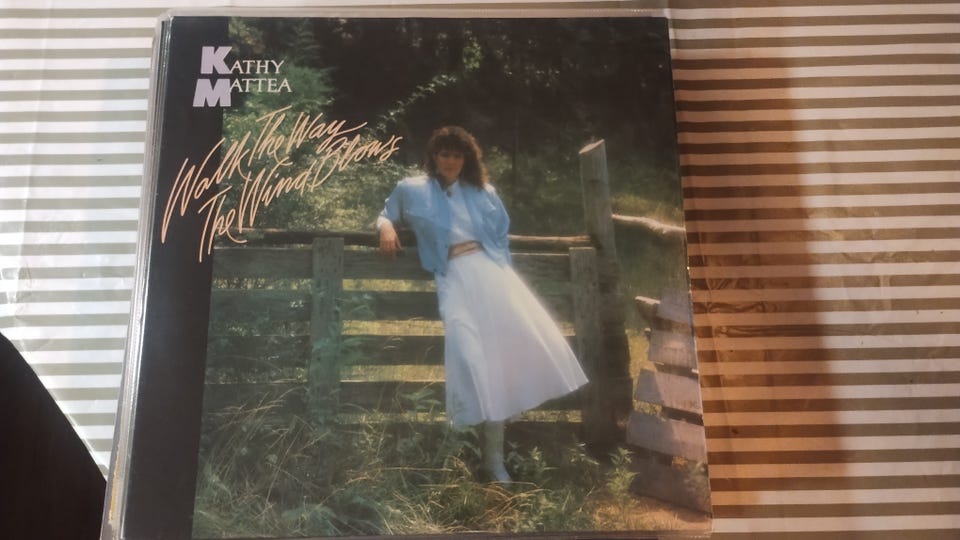 KATHY
MATTEA
Walk The Way
The Wind Blows